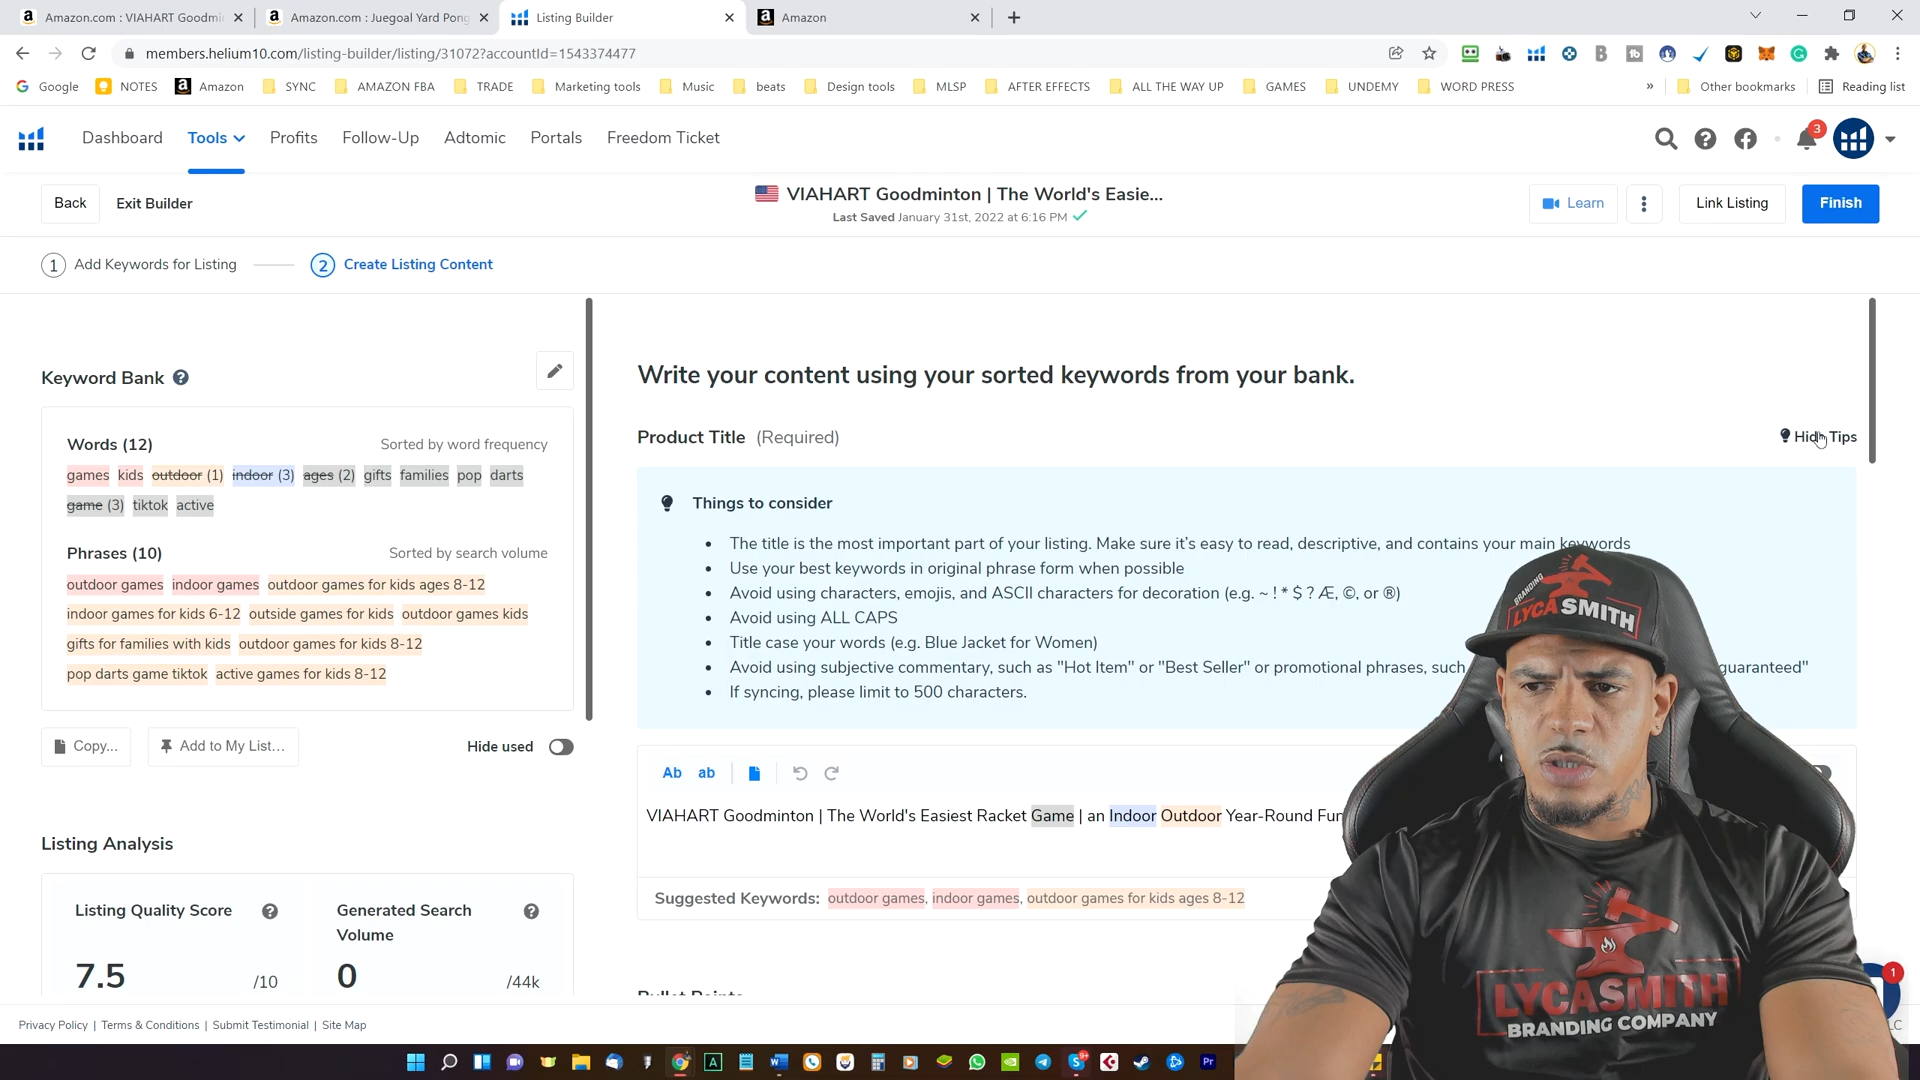 Amazon.com : VIAHART Goodmi
Amazon.com : Juegoal Yard Pong
Listing Builder
Amazon
members.helium10.com/listing-builder/listing/31072?accountId=1543374477
Google
NOTES
Amazon
SYNC
AMAZON FBA
TRADE
Marketing tools
Music
beats
Design tools
MLSP
AFTER EFFECTS
ALL THE WAY UP
GAMES
UNDEMY
WORD PRESS
»
Other bookmarks
Reading list
Dashboard
Tools
Profits
Follow-Up
Adtomic
Portals
Freedom Ticket
3
Back
Exit Builder
VIAHART Goodminton | The World's Easie...
Last Saved January 31st, 2022 at 6:16 PM
Learn
Link Listing
Finish
1 Add Keywords for Listing
2 Create Listing Content
Keyword Bank
Words (12)
Sorted by word frequency
games kids outdoor (1) indoor (3) ages (2) gifts families pop darts
game (3) tiktok active
Phrases (10)
Sorted by search volume
outdoor games indoor games outdoor games for kids ages 8-12
indoor games for kids 6-12 outside games for kids outdoor games kids
gifts for families with kids outdoor games for kids 8-12
pop darts game tiktok active games for kids 8-12
Copy...
Add to My List...
Hide used
Listing Analysis
Listing Quality Score
7.5
/10
Generated Search
Volume
0
/44k
Write your content using your sorted keywords from your bank.
Product Title (Required)
Hide Tips
Things to consider
• The title is the most important part of your listing. Make sure it's easy to read, descriptive, and contains your main keywords
• Use your best keywords in original phrase form when possible
• Avoid using characters, emojis, and ASCII characters for decoration (e.g. ~ ! * $ ? Æ, ©, or ®)
• Avoid using ALL CAPS
• Title case your words (e.g. Blue Jacket for Women)
• Avoid using subjective commentary, such as "Hot Item" or "Best Seller" or promotional phrases, such guaranteed"
• If syncing, please limit to 500 characters.
Ab ab
VIAHART Goodminton | The World's Easiest Racket Game | an Indoor Outdoor Year-Round Fun
Suggested Keywords: outdoor games, indoor games, outdoor games for kids ages 8-12
Bullet Points
1
Privacy Policy | Terms & Conditions | Submit Testimonial | Site Map
BRANDING
LYCASMITH
LYCASMITH
BRANDING COMPANY